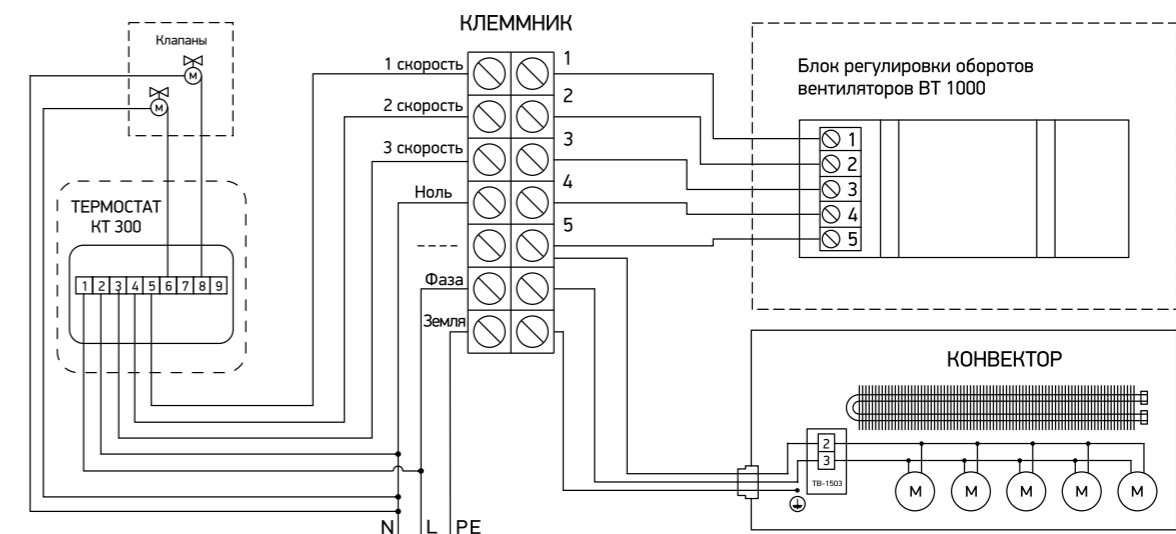 КЛЕММНИК
Клапаны
М
М
ТЕРМОСТАТ
КТ 300
1 2 3 4 5 6 7 8 9
1 скорость
2 скорость
3 скорость
Ноль
----
Фаза
Земля
1
2
3
4
5
Блок регулировки оборотов
вентиляторов ВТ 1000
1
2
3
4
5
КОНВЕКТОР
2
3
ТВ-1503
М М М М М
N L PE